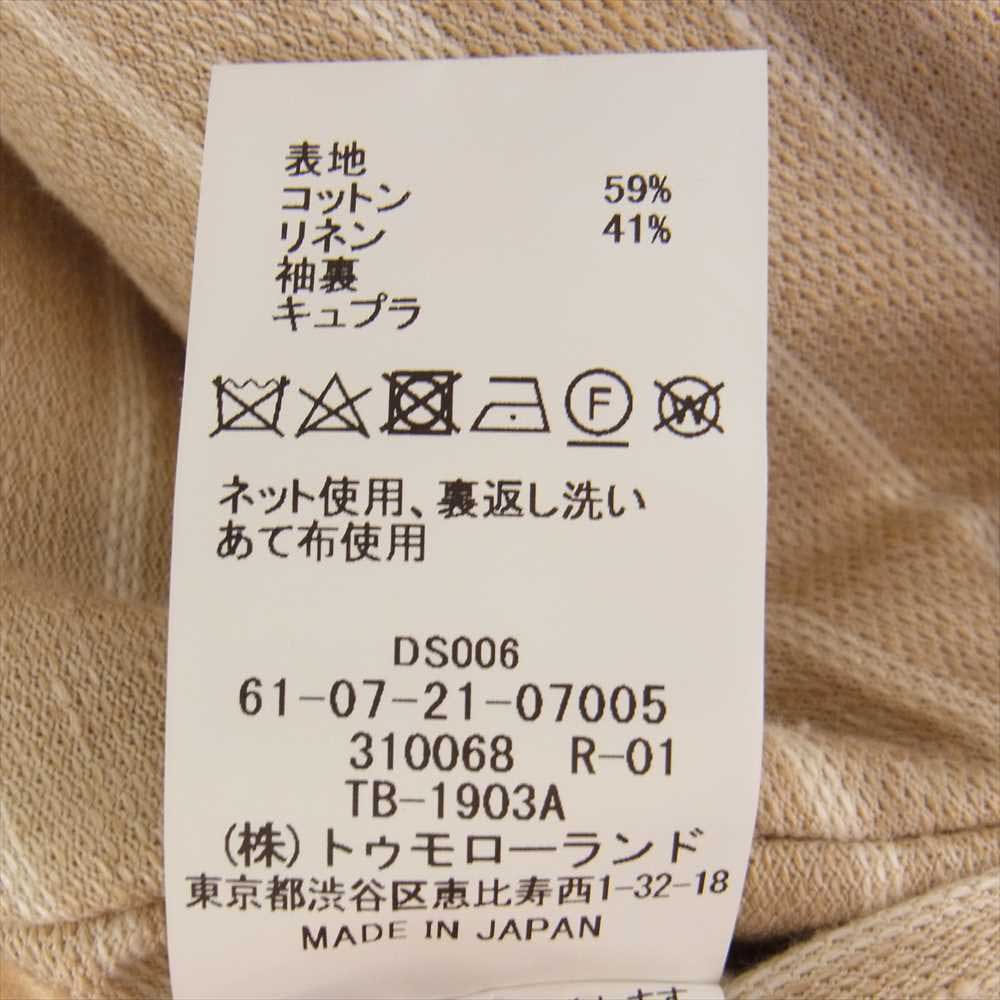 表地
コットン 59%
リネン 41%
袖裏
キュプラ
F W
ネット使用、裏返し洗い
あて布使用
DS006
61-07-21-07005
310068 R-01
TB-1903A
(株)トゥモローランド
東京都渋谷区恵比寿西1-32-18
MADE IN JAPAN